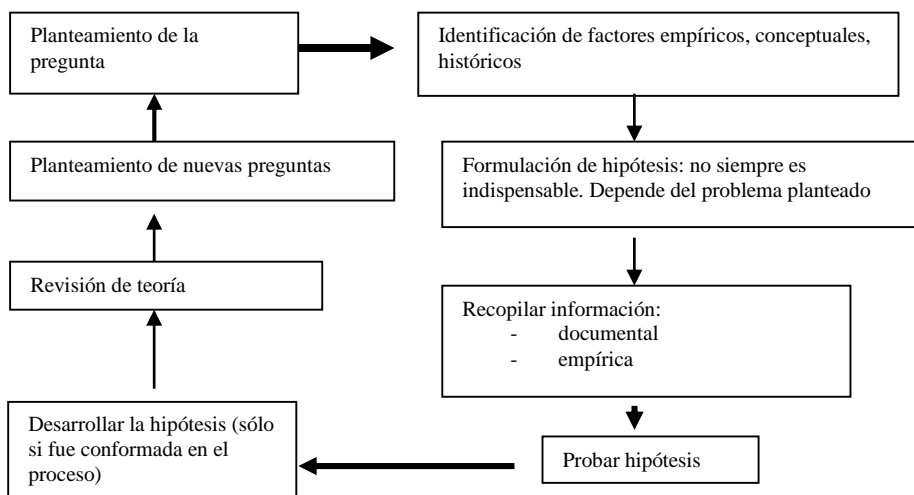 Planteamiento de la
pregunta
Identificación de factores empíricos, conceptuales,
históricos
Formulación de hipótesis: no siempre es
indispensable. Depende del problema planteado
Recopilar información:
- documental
- empírica
Probar hipótesis
Desarrollar la hipótesis (sólo
si fue conformada en el
proceso)
Revisión de teoría
Planteamiento de nuevas preguntas